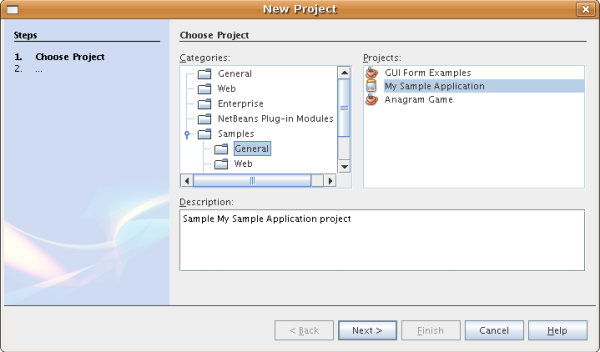 New Project
Steps
1. Choose Project
2. ...
Choose Project
Categories:
General
Web
Enterprise
NetBeans Plug-in Modules
Samples
General
Web
Projects:
GUI Form Examples
My Sample Application
Anagram Game
Description:
Sample My Sample Application project
< Back
Next >
Finish
Cancel
Help